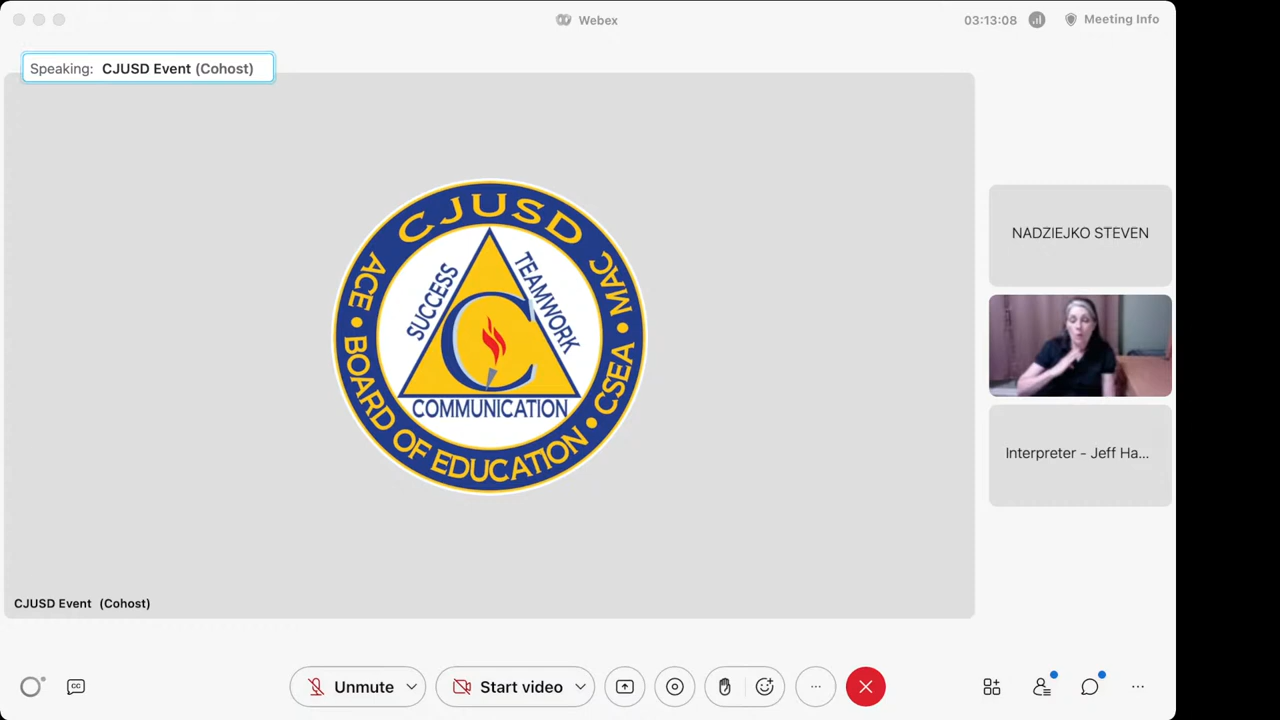 Webex
03:13:08
Meeting Info
Speaking: CJUSD Event (Cohost)
CJUSD
ACE • BOARD OF EDUCATION • CSEA • MAC
SUCCESS
TEAMWORK
C
COMMUNICATION
NADZIEJKO STEVEN
Interpreter - Jeff Ha...
CJUSD Event (Cohost)
CC
Unmute
Start video